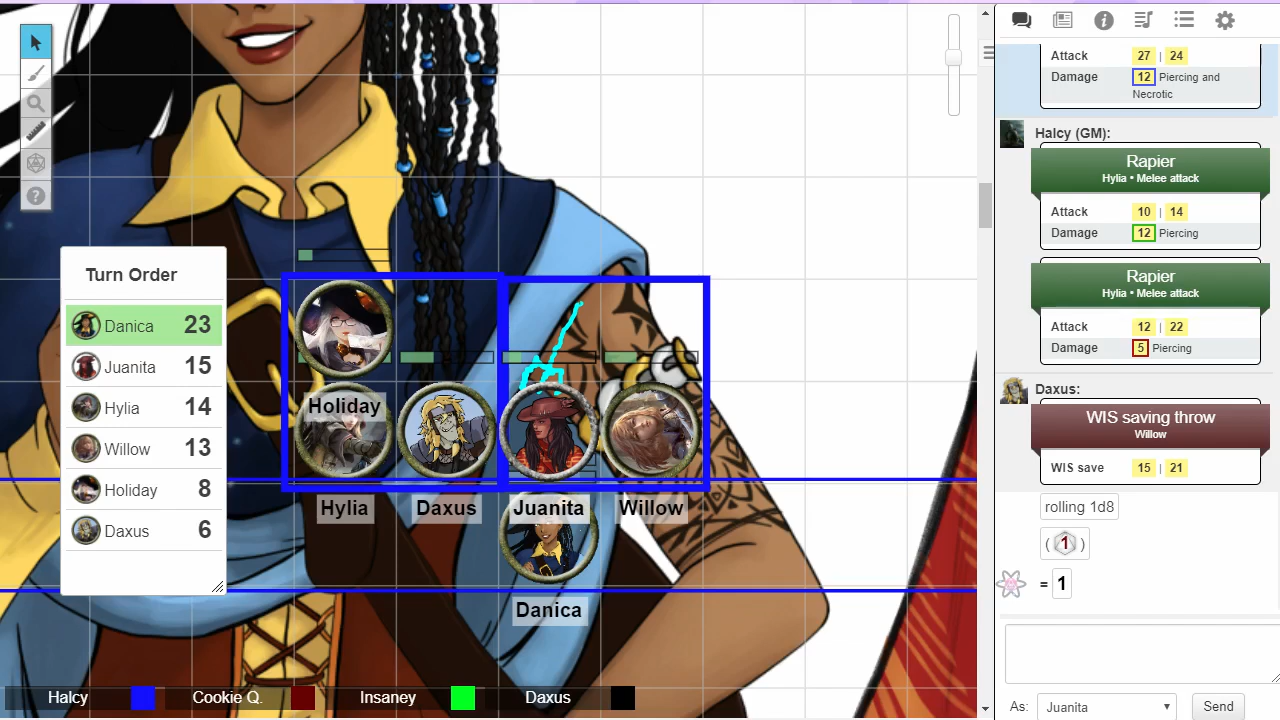 Turn Order
Danica 23
Juanita 15
Hylia 14
Willow 13
Holiday 8
Daxus 6
Holiday
Hylia
Daxus
Juanita
Willow
Danica
Halcy
Cookie Q.
Insaney
Daxus
Attack 27 | 24
Damage 12 Piercing and
Necrotic
Halcy (GM):
Rapier
Hylia • Melee attack
Attack 10 | 14
Damage 12 Piercing
Rapier
Hylia • Melee attack
Attack 12 | 22
Damage 5 Piercing
Daxus:
WIS saving throw
Willow
WIS save 15 | 21
rolling 1d8
(1)
= 1
As: Juanita
Send